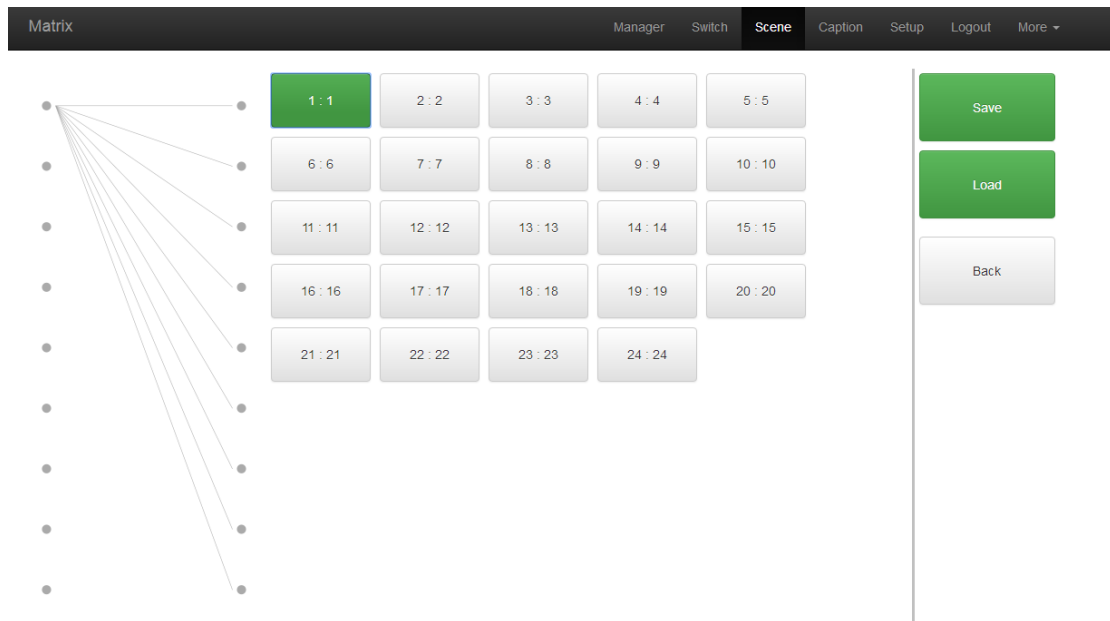 Matrix Manager Switch Scene Caption Setup Logout More
1 : 1 2 : 2 3 : 3 4 : 4 5 : 5 Save
6 : 6 7 : 7 8 : 8 9 : 9 10 : 10
Load
11 : 11 12 : 12 13 : 13 14 : 14 15 : 15
Back
16 : 16 17 : 17 18 : 18 19 : 19 20 : 20
21 : 21 22 : 22 23 : 23 24 : 24